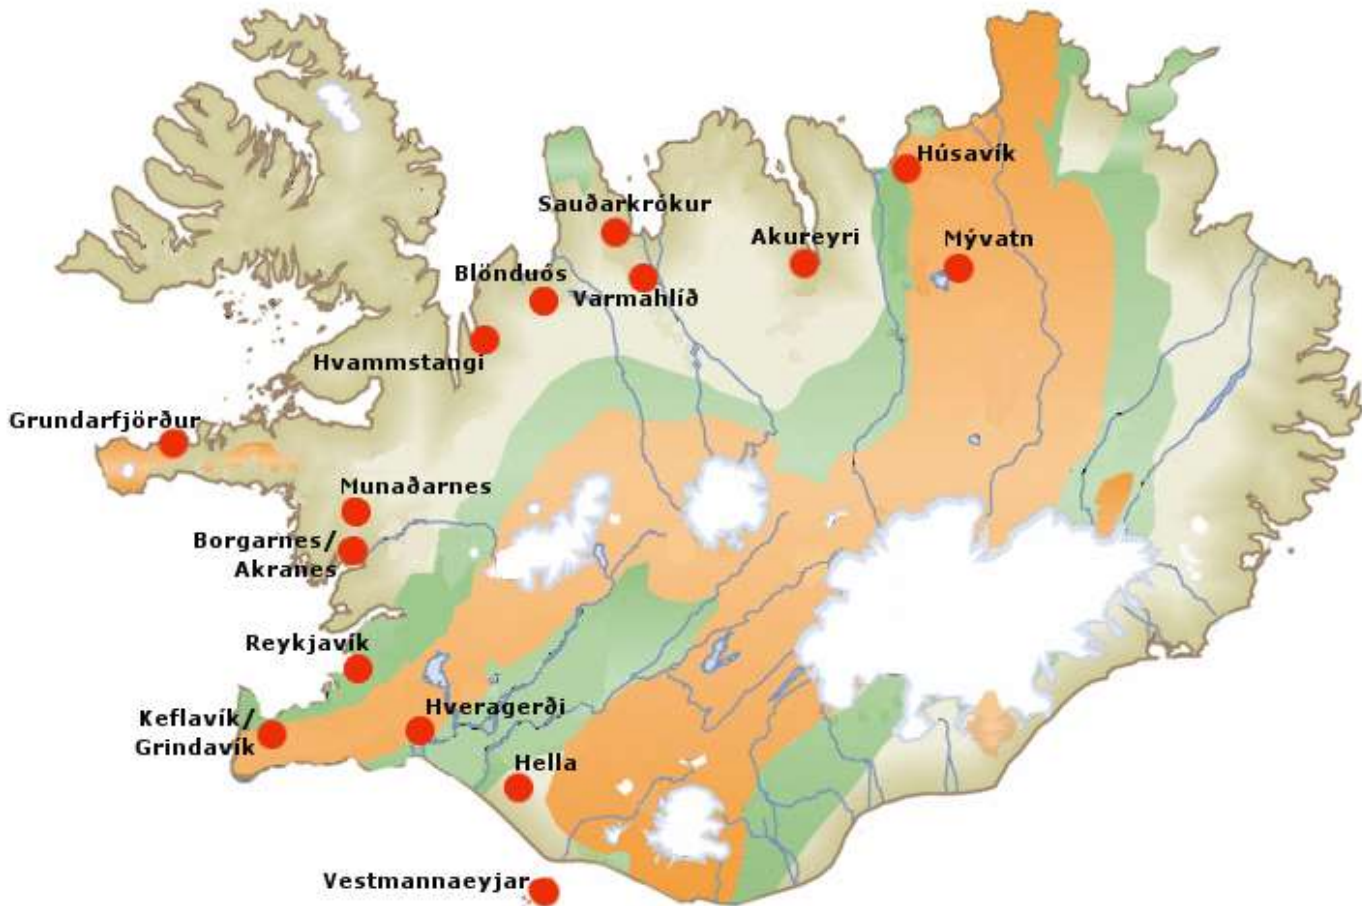 Húsavík
Sauðarkrókur
Akureyri
Mývatn
Blönduós
Varmahlíð
Hvammstangi
Grundarfjörður
Munaðarnes
Borgarnes/
Akranes
Reykjavík
Hveragerði
Keflavík/
Grindavík
Hella
Vestmannaeyjar